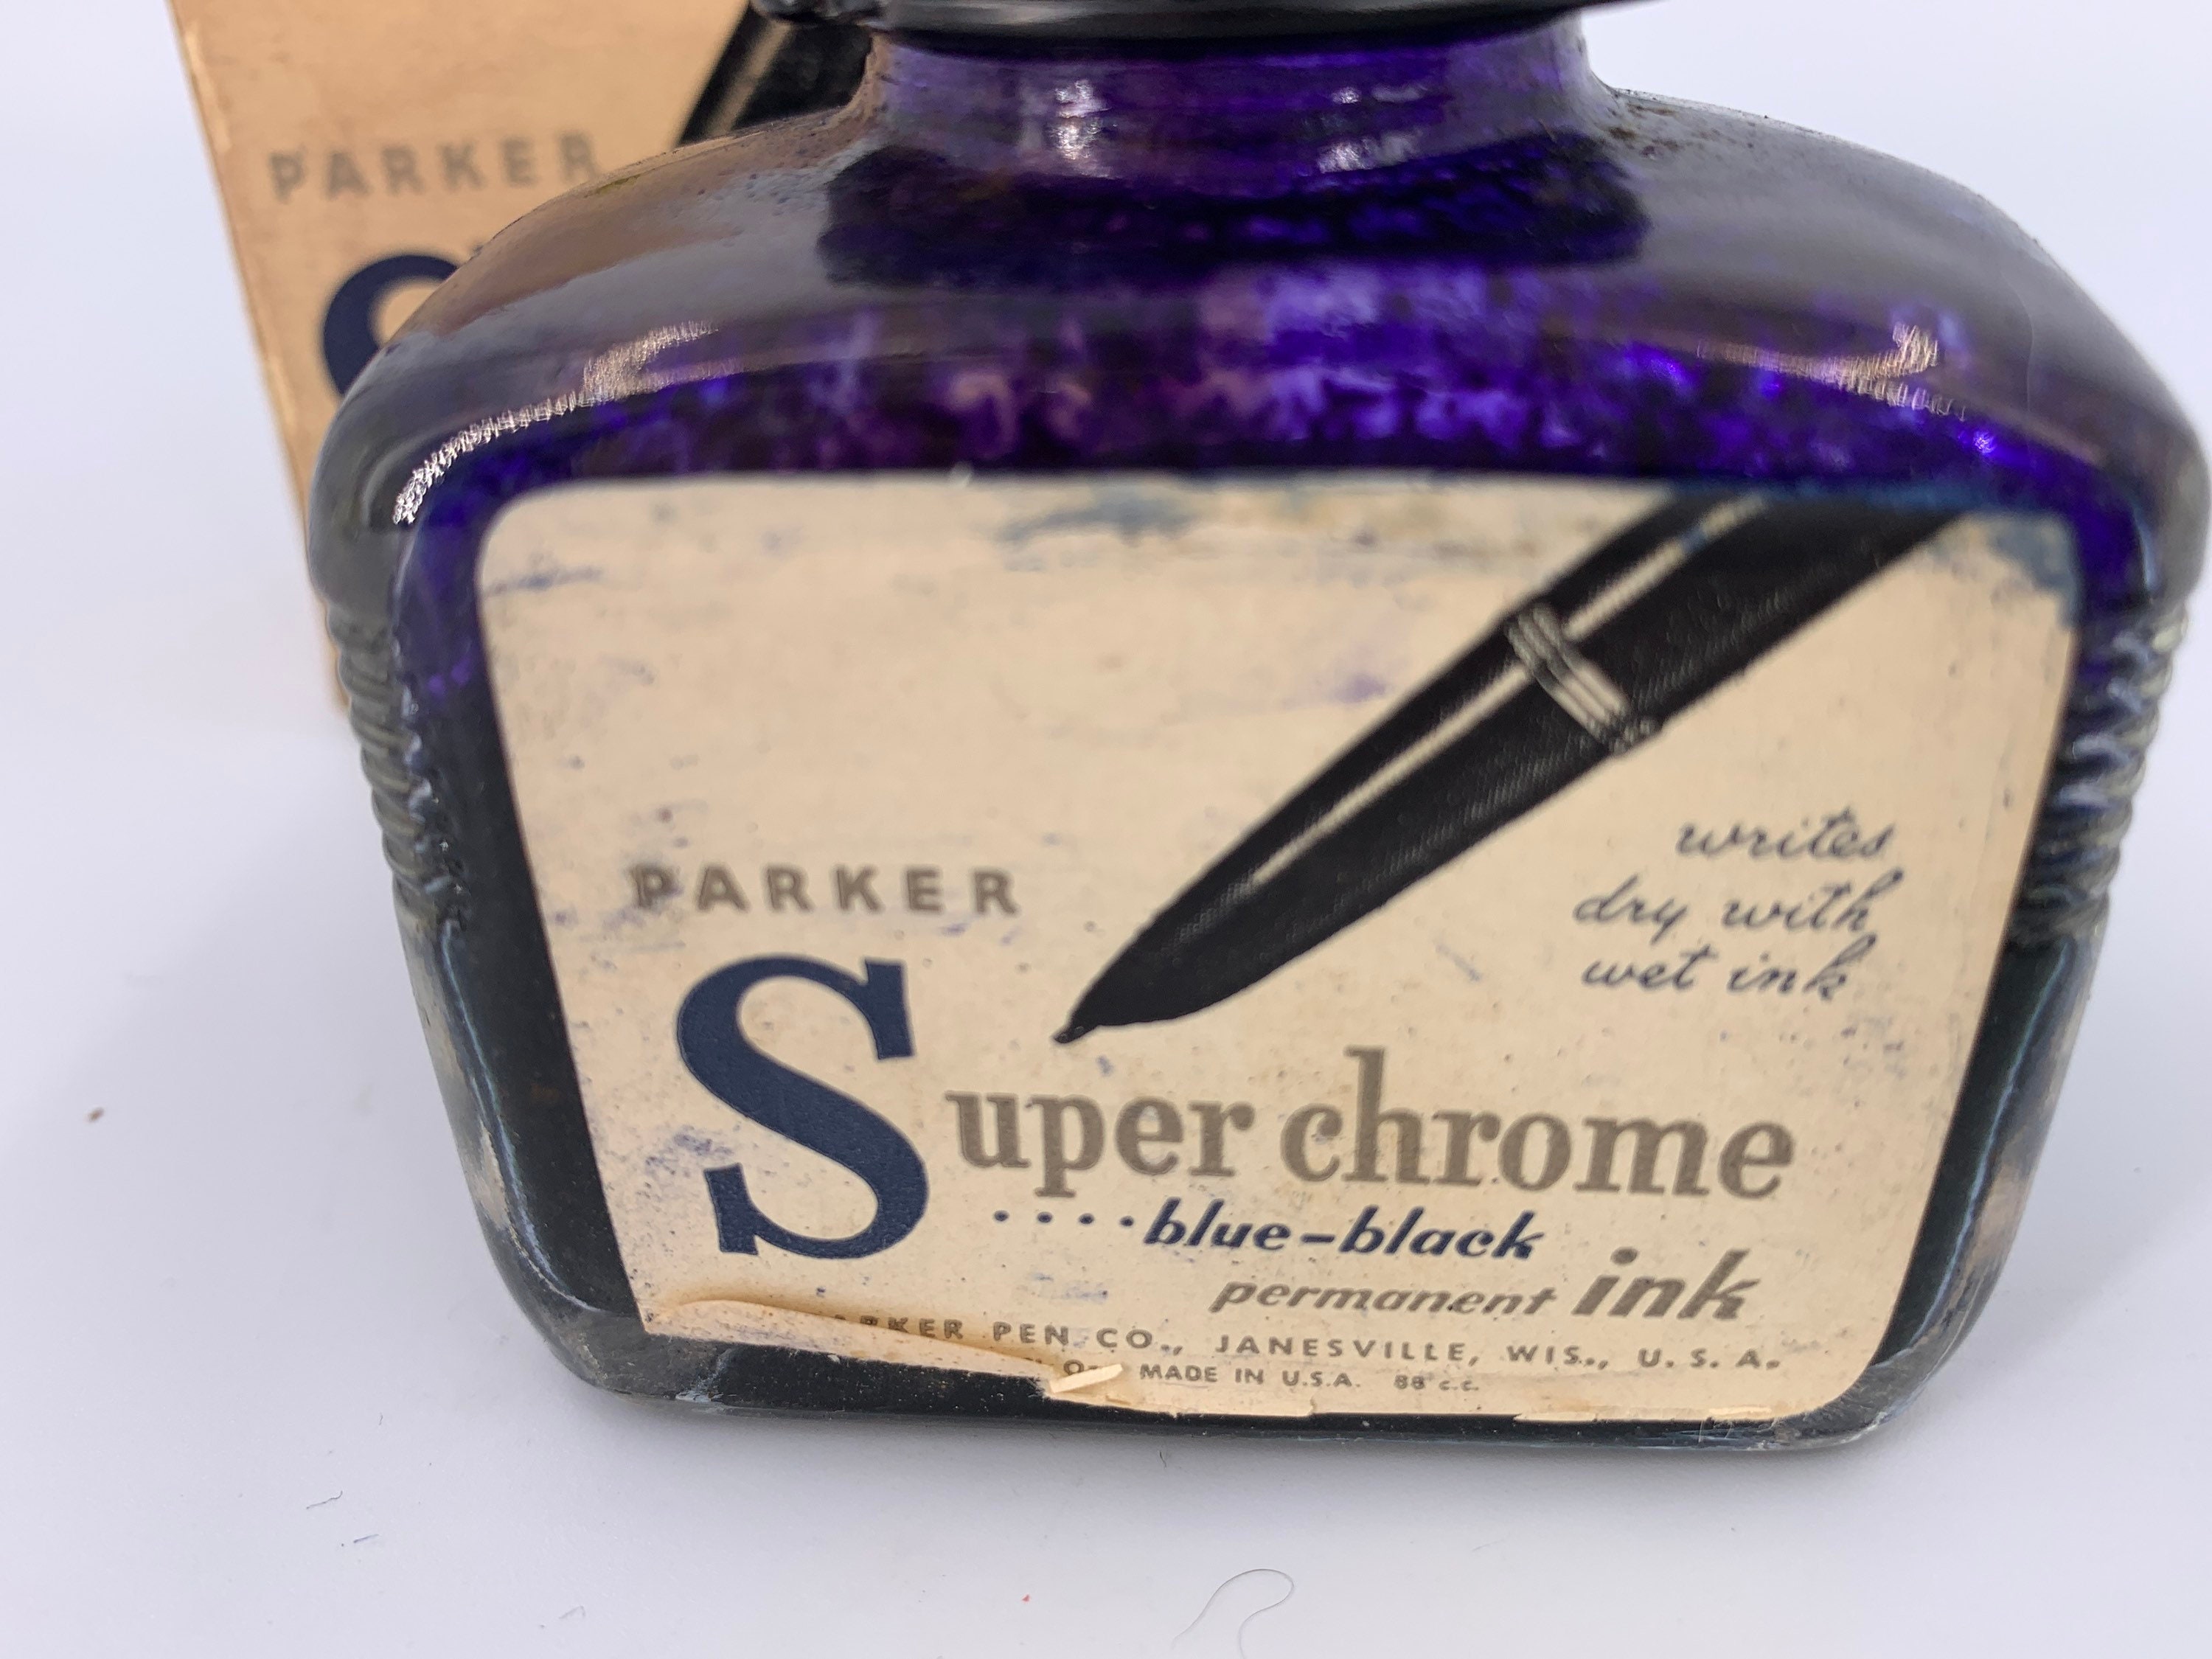 PARKER
PARKER
writes
dry with
wet ink
Super chrome
....blue-black
permanent ink
PEN CO., JANESVILLE, WIS., U.S.A.
MADE IN U.S.A. 88 c.c.